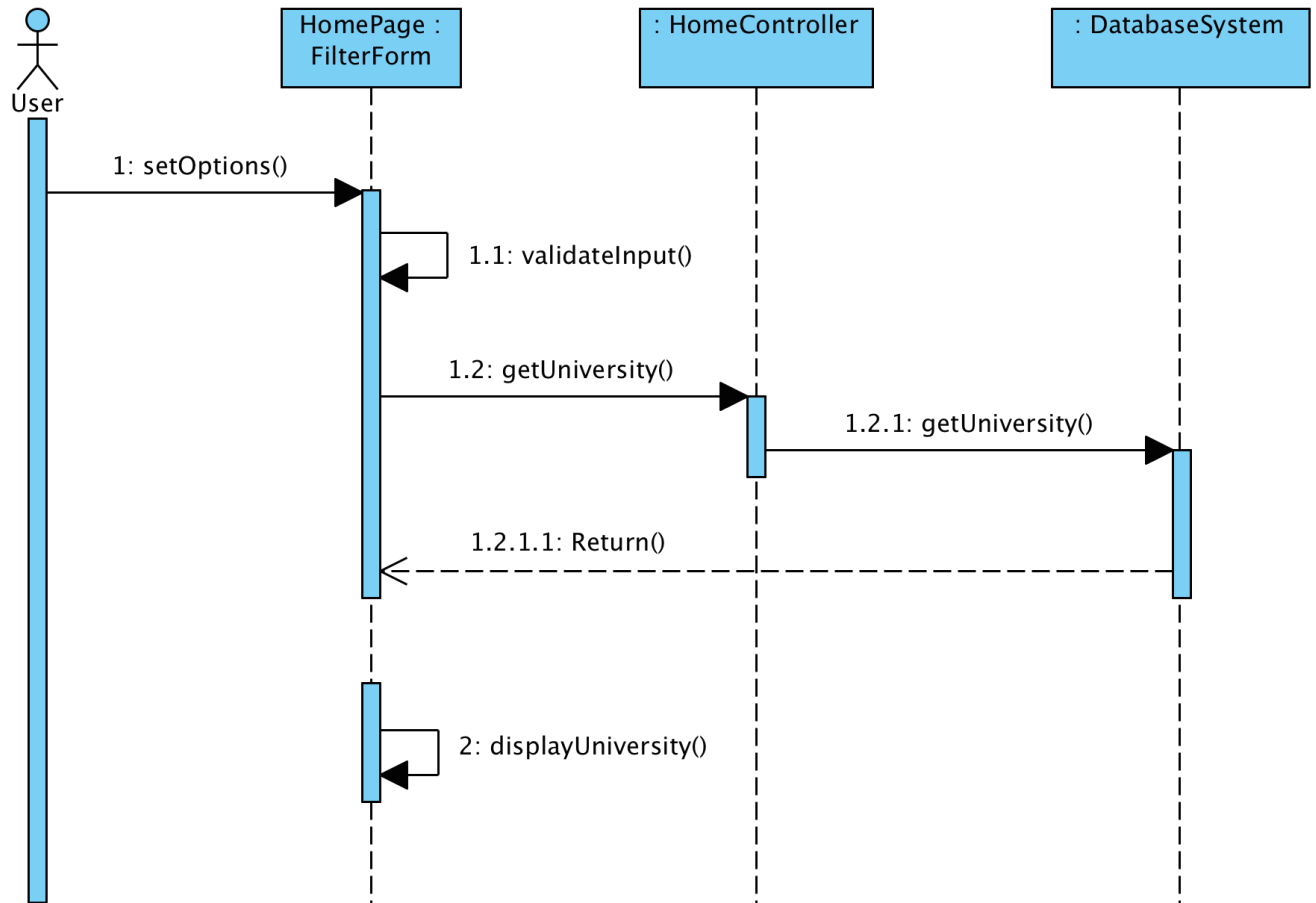 HomePage :
FilterForm
: HomeController
: DatabaseSystem
User
1: setOptions()
1.1: validateInput()
1.2: getUniversity()
1.2.1: getUniversity()
1.2.1.1: Return()
2: displayUniversity()